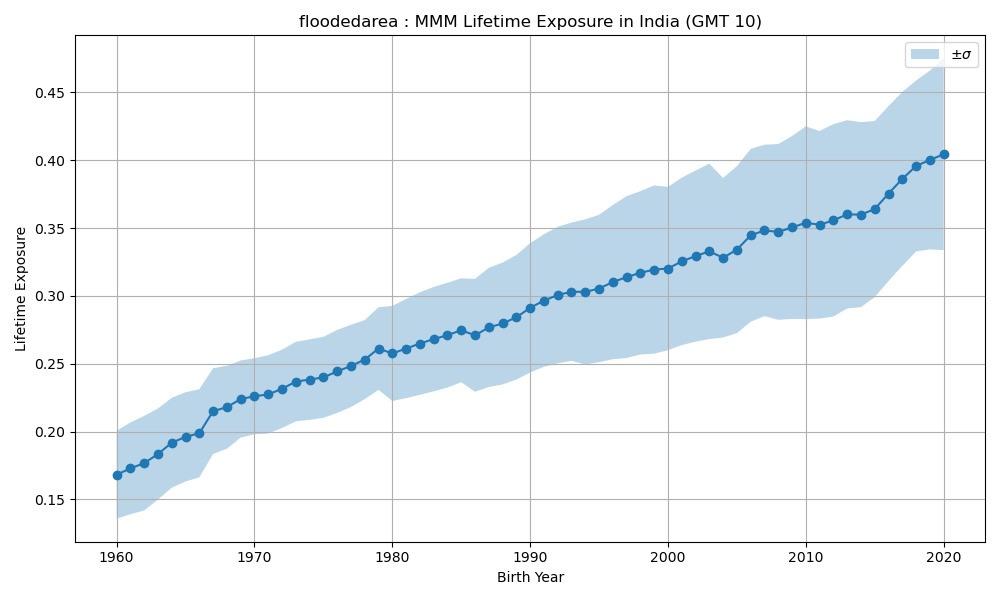 floodedarea : MMM Lifetime Exposure in India (GMT 10)
±σ
Lifetime Exposure
0.45
0.40
0.35
0.30
0.25
0.20
0.15
1960 1970 1980 1990 2000 2010 2020
Birth Year